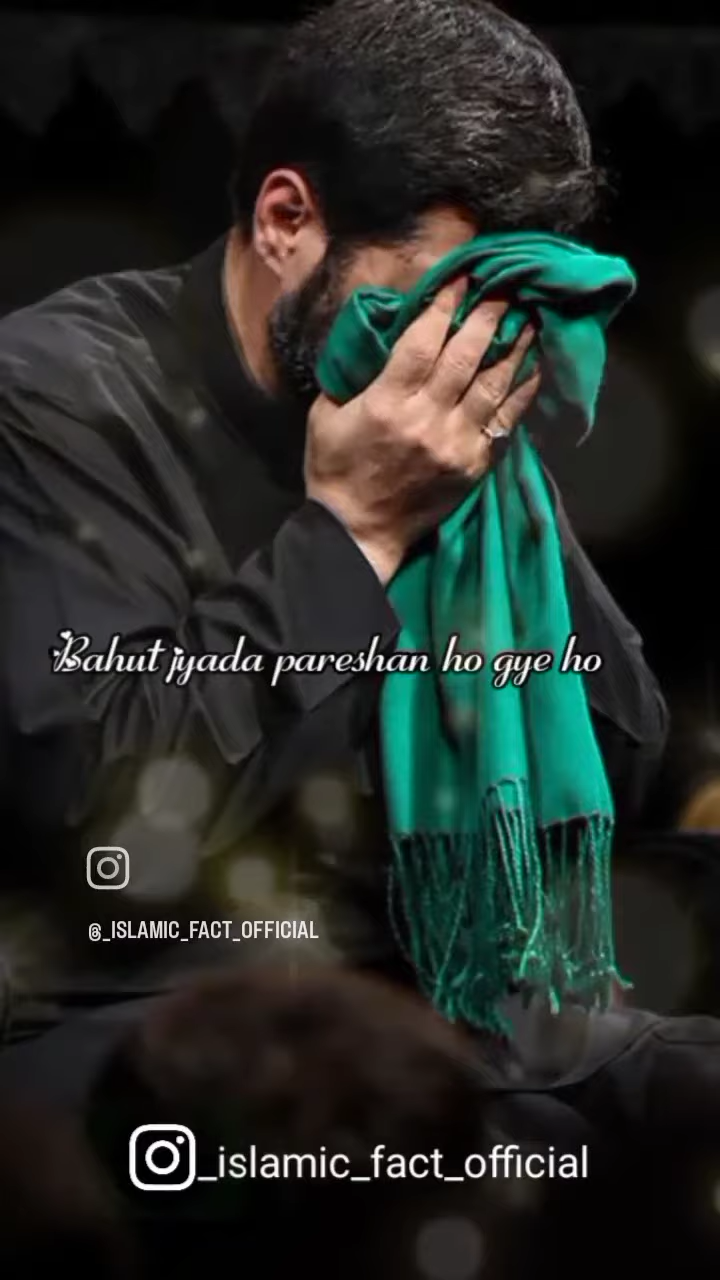 Bahut jyada pareshan ho gye ho
@_ISLAMIC_FACT_OFFICIAL
_islamic_fact_official